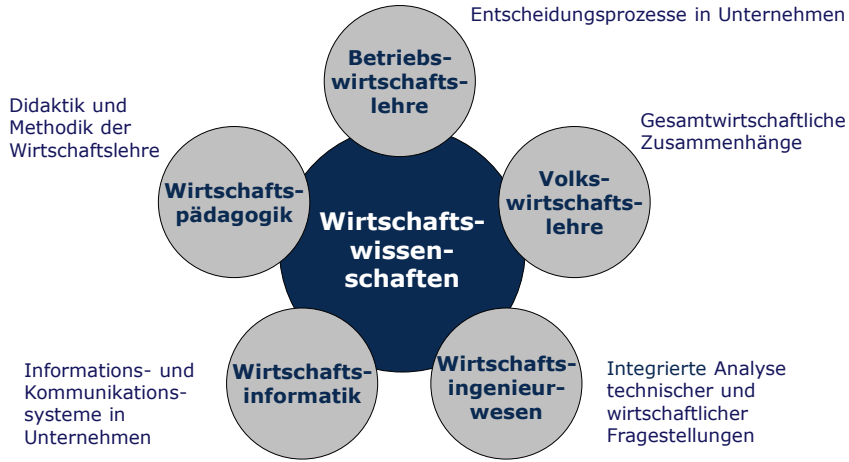 Entscheidungsprozesse in Unternehmen
Betriebs-
wirtschafts-
lehre
Didaktik und
Methodik der
Wirtschaftslehre
Gesamtwirtschaftliche
Zusammenhänge
Wirtschafts-
pädagogik
Volks-
wirtschafts-
lehre
Wirtschafts-
wissen-
schaften
Informations- und
Kommunikations-
systeme in
Unternehmen
Wirtschafts-
informatik
Wirtschafts-
ingenieur-
wesen
Integrierte Analyse
technischer und
wirtschaftlicher
Fragestellungen